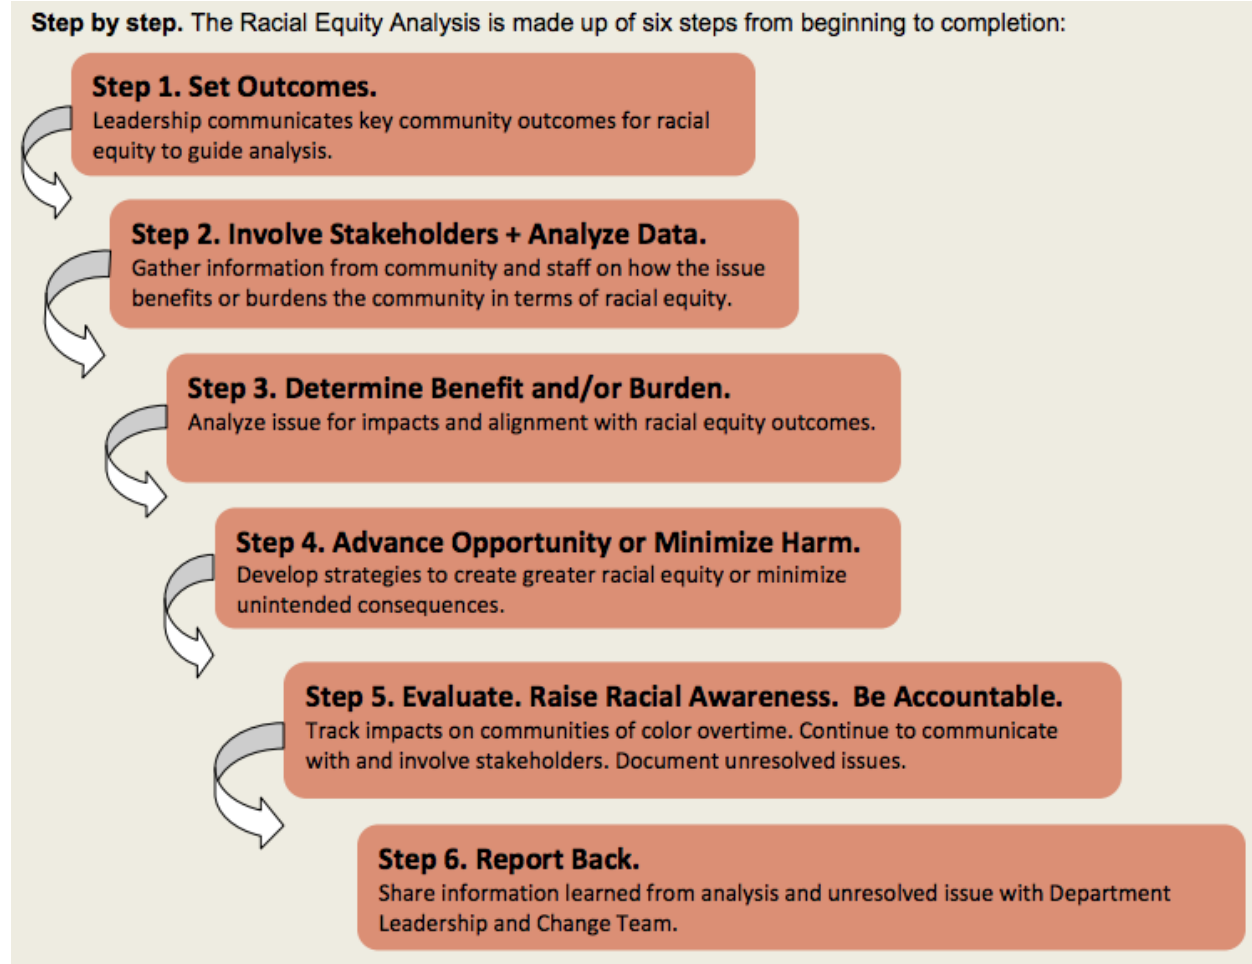 Step by step. The Racial Equity Analysis is made up of six steps from beginning to completion:
Step 1. Set Outcomes.
Leadership communicates key community outcomes for racial
equity to guide analysis.
Step 2. Involve Stakeholders + Analyze Data.
Gather information from community and staff on how the issue
benefits or burdens the community in terms of racial equity.
Step 3. Determine Benefit and/or Burden.
Analyze issue for impacts and alignment with racial equity outcomes.
Step 4. Advance Opportunity or Minimize Harm.
Develop strategies to create greater racial equity or minimize
unintended consequences.
Step 5. Evaluate. Raise Racial Awareness.  Be Accountable.
Track impacts on communities of color overtime. Continue to communicate
with and involve stakeholders. Document unresolved issues.
Step 6. Report Back.
Share information learned from analysis and unresolved issue with Department
Leadership and Change Team.